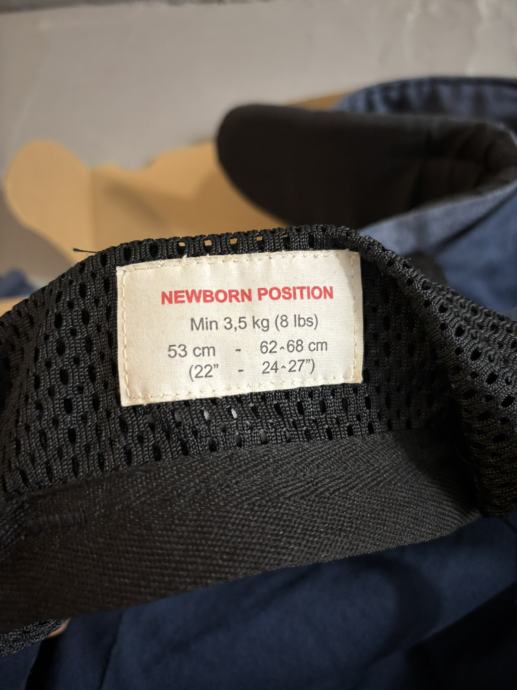 NEWBORN POSITION
Min 3,5 kg (8 lbs)
53 cm - 62-68 cm
(22” - 24-27”)